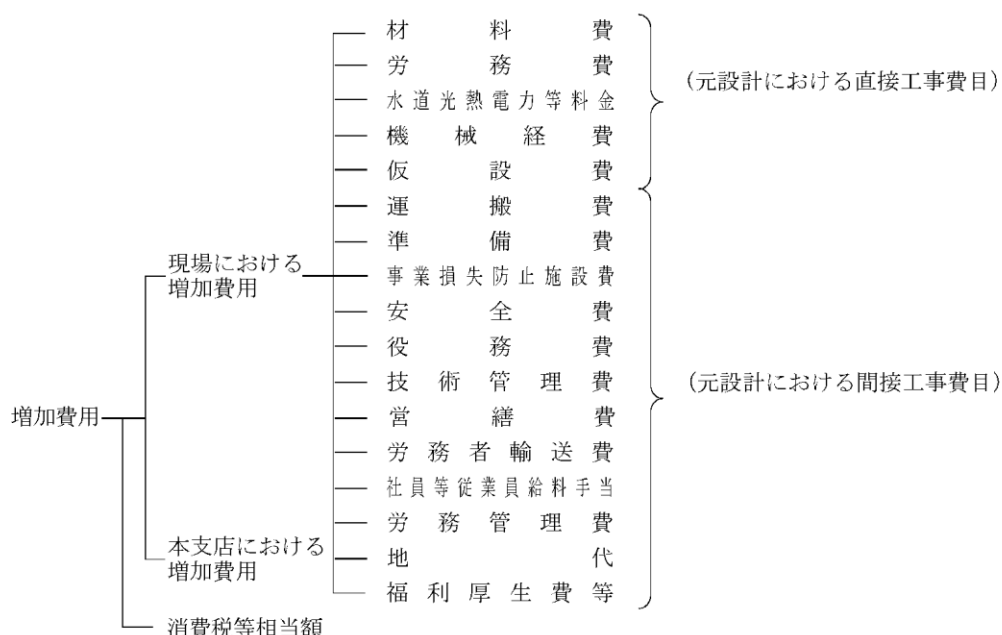 材料費
労務費
水道光熱電力等料金
機械経費
仮設費
(元設計における直接工事費目)
運搬費
準備費
事業損失防止施設費
安全費
役務費
技術管理費
営繕費
労務者輸送費
社員等従業員給料手当
労務管理費
地代
福利厚生費等
(元設計における間接工事費目)
現場における
増加費用
増加費用
本支店における
増加費用
消費税等相当額